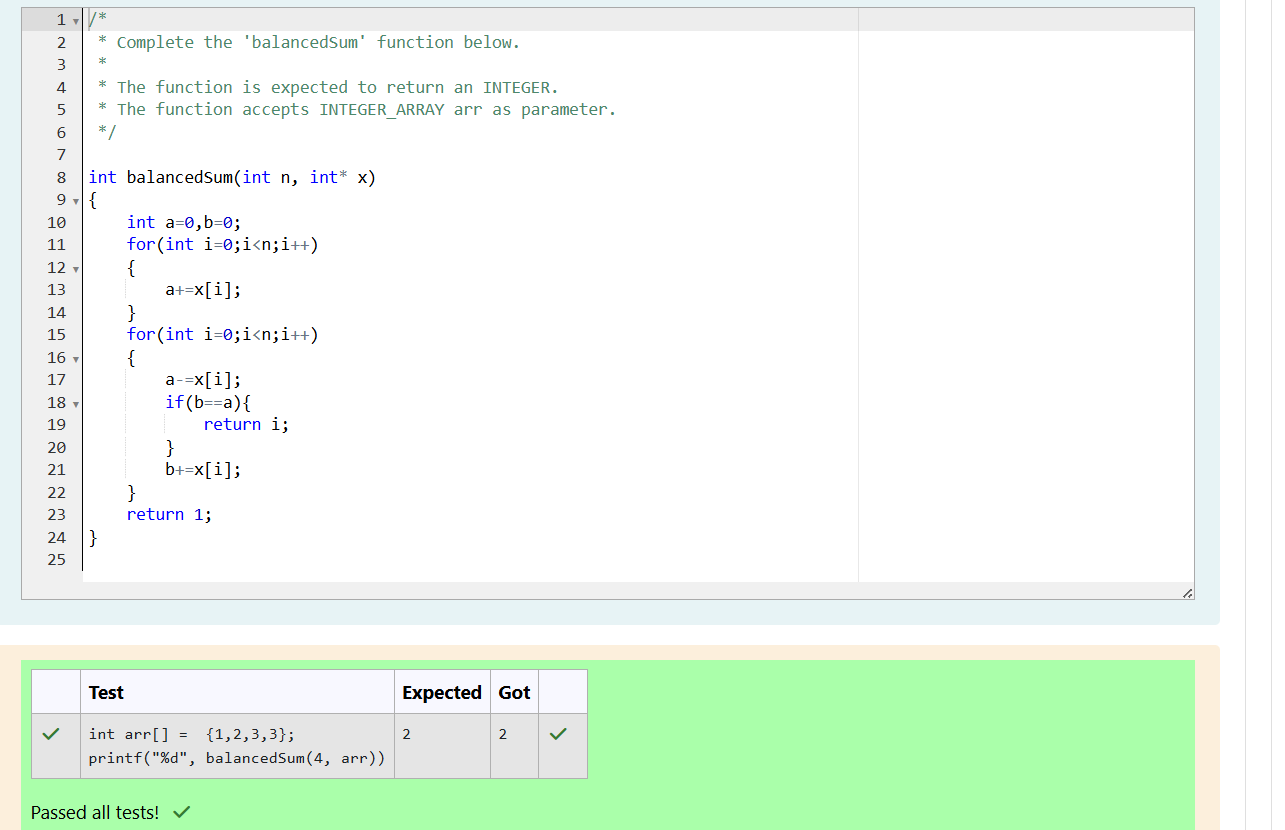 1 /*
2  * Complete the 'balancedSum' function below.
3  *
4  * The function is expected to return an INTEGER.
5  * The function accepts INTEGER_ARRAY arr as parameter.
6  */
7
8 int balancedSum(int n, int* x)
9 {
10     int a=0,b=0;
11     for(int i=0;i<n;i++)
12     {
13         a+=x[i];
14     }
15     for(int i=0;i<n;i++)
16     {
17         a-=x[i];
18         if(b==a){
19             return i;
20         }
21         b+=x[i];
22     }
23     return 1;
24 }
25
Test Expected Got
int arr[] =  {1,2,3,3}; 2 2
printf("%d", balancedSum(4, arr))
Passed all tests!